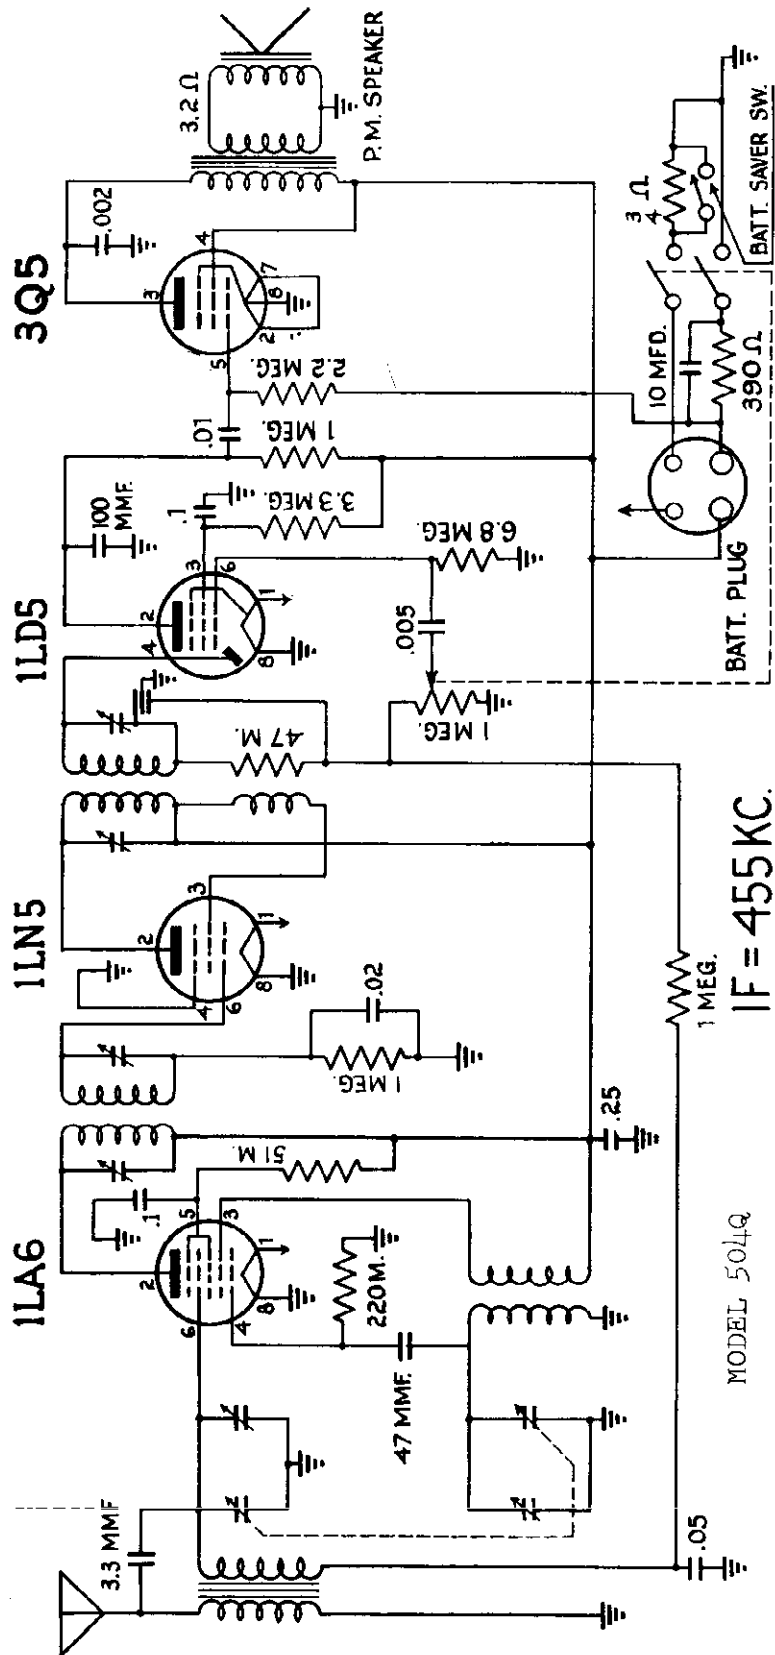 1LA6
1LN5
1LD5
3Q5
3.3 MMF
2
6
4
5
3
8
1
.1
51 M.
220M.
47 MMF.
.05
.25
2
4
6
3
8
1
1 MEG.
.02
47 M.
2
4
3
6
8
1
100
MMF.
.1
3.3 MEG.
1 MEG.
.01
.005
6.8 MEG.
1 MEG.
2.2 MEG.
3
5
4
2
8
7
.002
3.2 Ω
P.M. SPEAKER
1 MEG.
BATT. PLUG
10 MFD.
390 Ω
3/4 Ω
BATT. SAVER SW.
MODEL 504Q
IF = 455 KC.